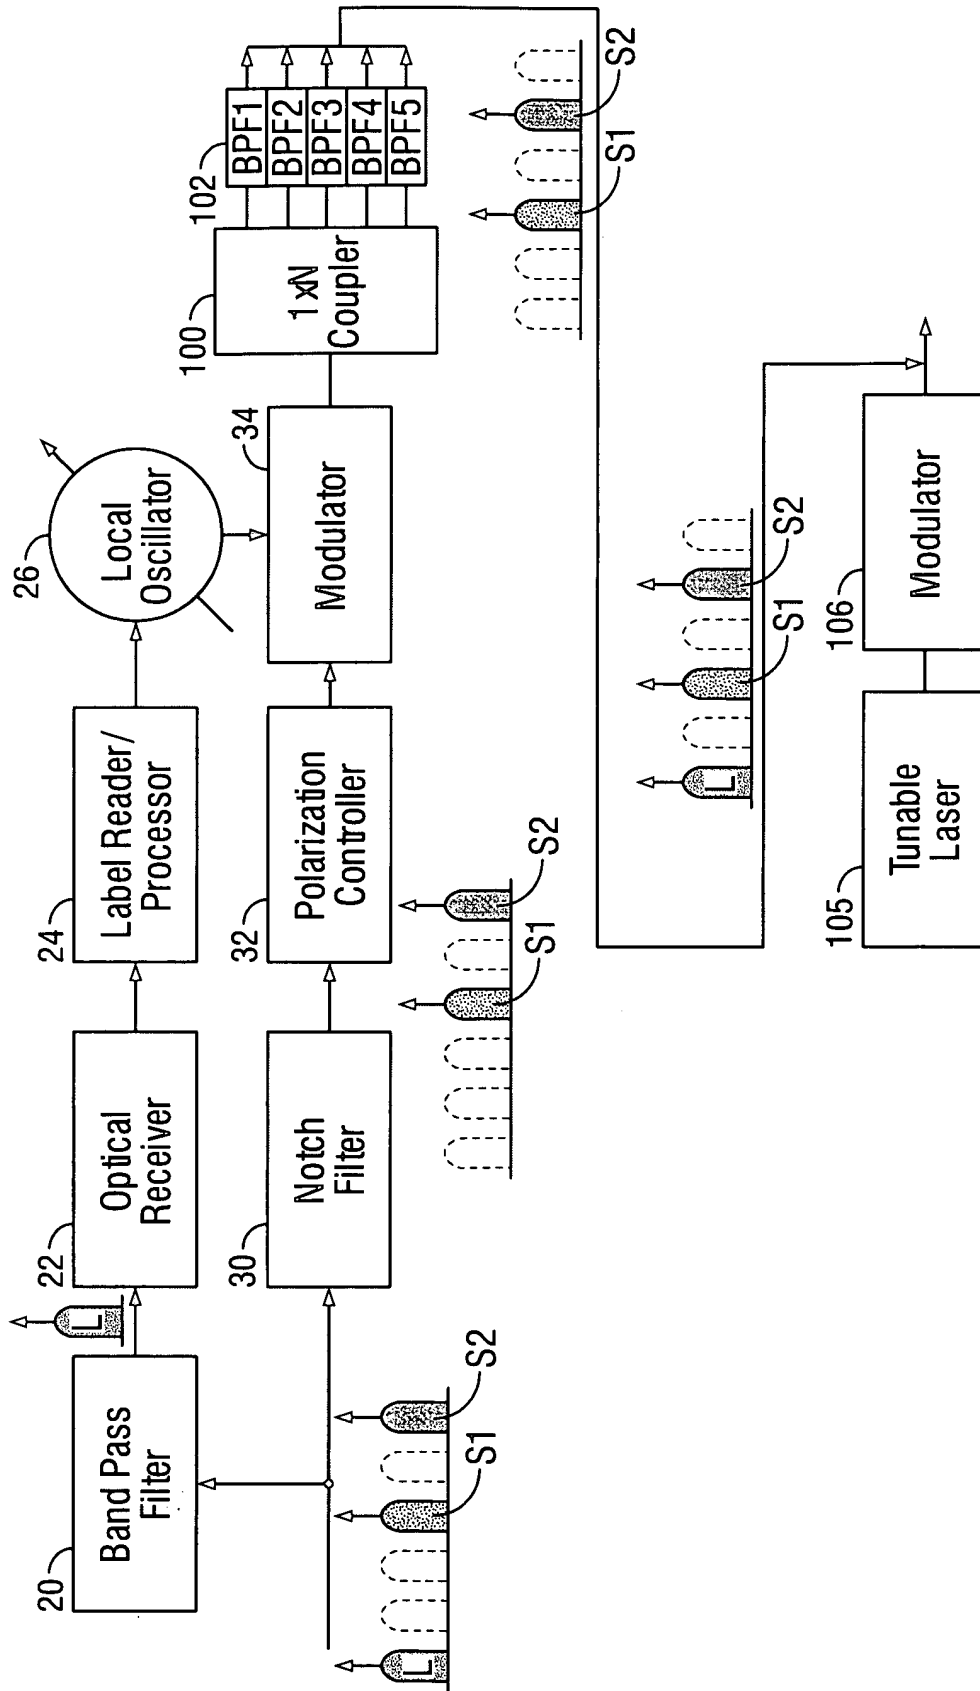 20
Band Pass
Filter
L
22
Optical
Receiver
24
Label Reader/
Processor
26
Local
Oscillator
30
Notch
Filter
32
Polarization
Controller
34
Modulator
100
1xN
Coupler
102
BPF1
BPF2
BPF3
BPF4
BPF5
L
S1
S2
S1
S2
S1
S2
L
S1
S2
105
Tunable
Laser
106
Modulator